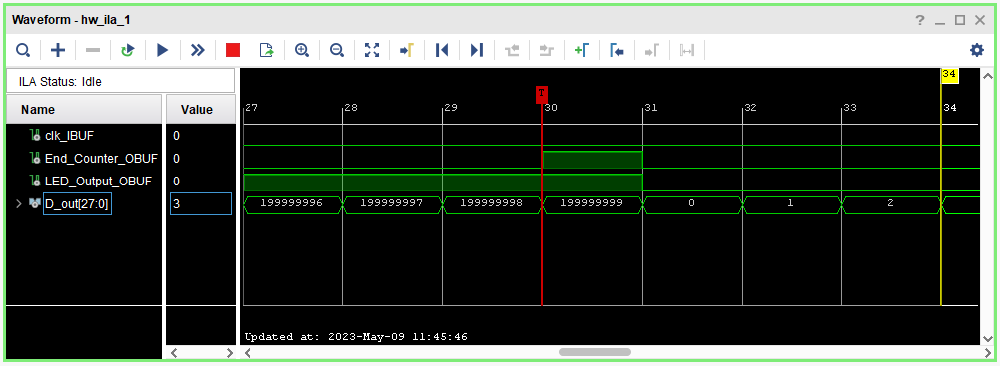 Waveform - hw_ila_1
ILA Status: Idle
Name Value
34
T
27 28 29 30 31 32 33 34
clk_IBUF 0
End_Counter_OBUF 0
LED_Output_OBUF 0
D_out[27:0] 3
199999996 199999997 199999998 199999999 0 1 2
Updated at: 2023-May-09 11:45:46